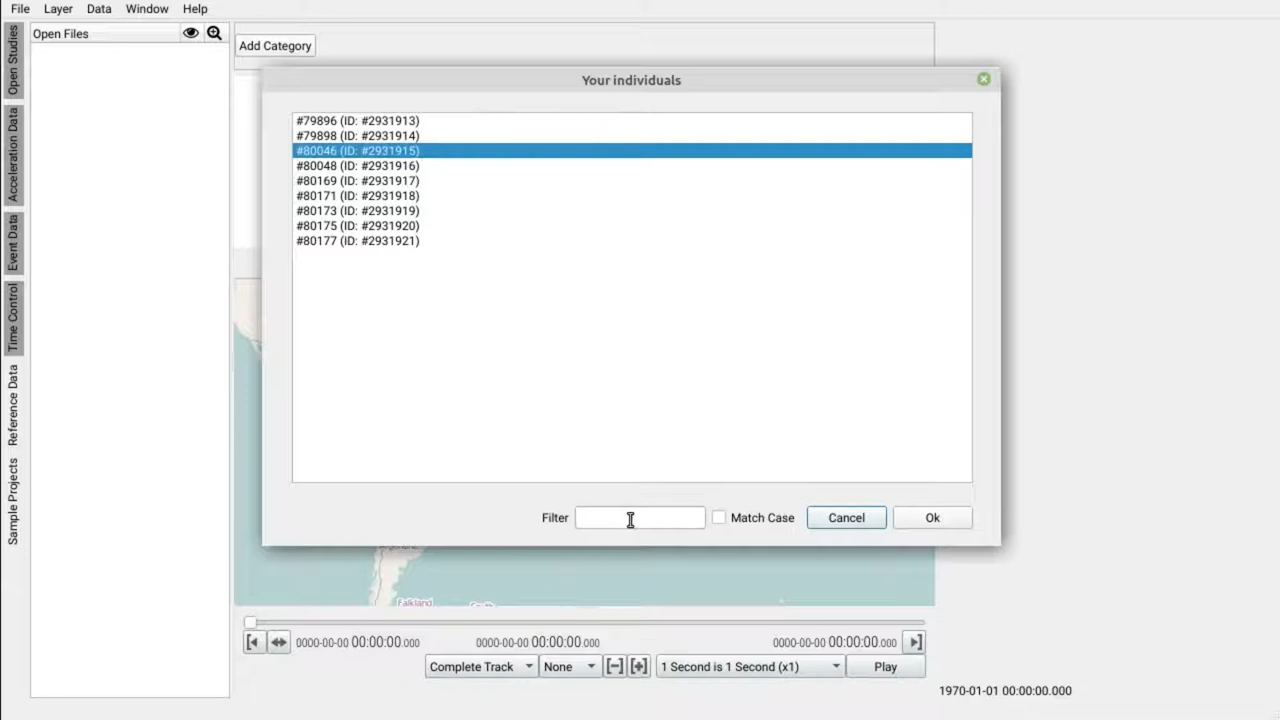 File Layer Data Window Help
Open Files
Add Category
Open Studies
Acceleration Data
Event Data
Time Control
Reference Data
Sample Projects
Your individuals
#79896 (ID: #2931913)
#79898 (ID: #2931914)
#80046 (ID: #2931915)
#80048 (ID: #2931916)
#80169 (ID: #2931917)
#80171 (ID: #2931918)
#80173 (ID: #2931919)
#80175 (ID: #2931920)
#80177 (ID: #2931921)
Filter Match Case Cancel Ok
Falkland
0000-00-00 00:00:00.000 0000-00-00 00:00:00.000 0000-00-00 00:00:00.000
Complete Track None [-] [+] 1 Second is 1 Second (x1) Play
1970-01-01 00:00:00.000